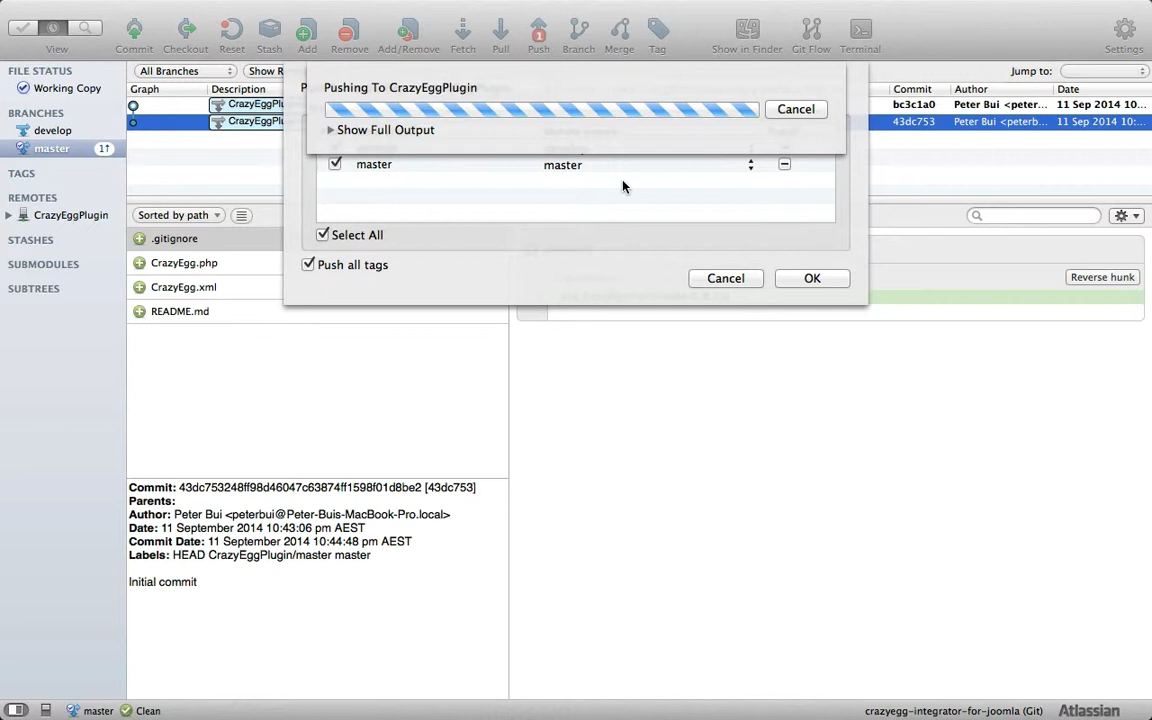 View
Commit
Checkout
Reset
Stash
Add
Remove
Add/Remove
Fetch
Pull
Push
1
Branch
Merge
Tag
Show in Finder
Git Flow
Terminal
Settings
FILE STATUS
Working Copy
BRANCHES
develop
master
1↑
TAGS
REMOTES
CrazyEggPlugin
STASHES
SUBMODULES
SUBTREES
All Branches
Show R
Jump to:
Graph
Description
Commit
Author
Date
CrazyEggPlu
bc3c1a0
Peter Bui <peter...
11 Sep 2014 10...
CrazyEggPlu
43dc753
Peter Bui <peterb...
11 Sep 2014 10:...
Pushing To CrazyEggPlugin
Cancel
Show Full Output
master
master
Select All
Push all tags
Cancel
OK
Sorted by path
.gitignore
CrazyEgg.php
CrazyEgg.xml
README.md
Reverse hunk
Commit: 43dc753248ff98d46047c63874ff1598f01d8be2 [43dc753]
Parents:
Author: Peter Bui <peterbui@Peter-Buis-MacBook-Pro.local>
Date: 11 September 2014 10:43:06 pm AEST
Commit Date: 11 September 2014 10:44:48 pm AEST
Labels: HEAD CrazyEggPlugin/master master
Initial commit
master
Clean
crazyegg-integrator-for-joomla (Git)
Atlassian